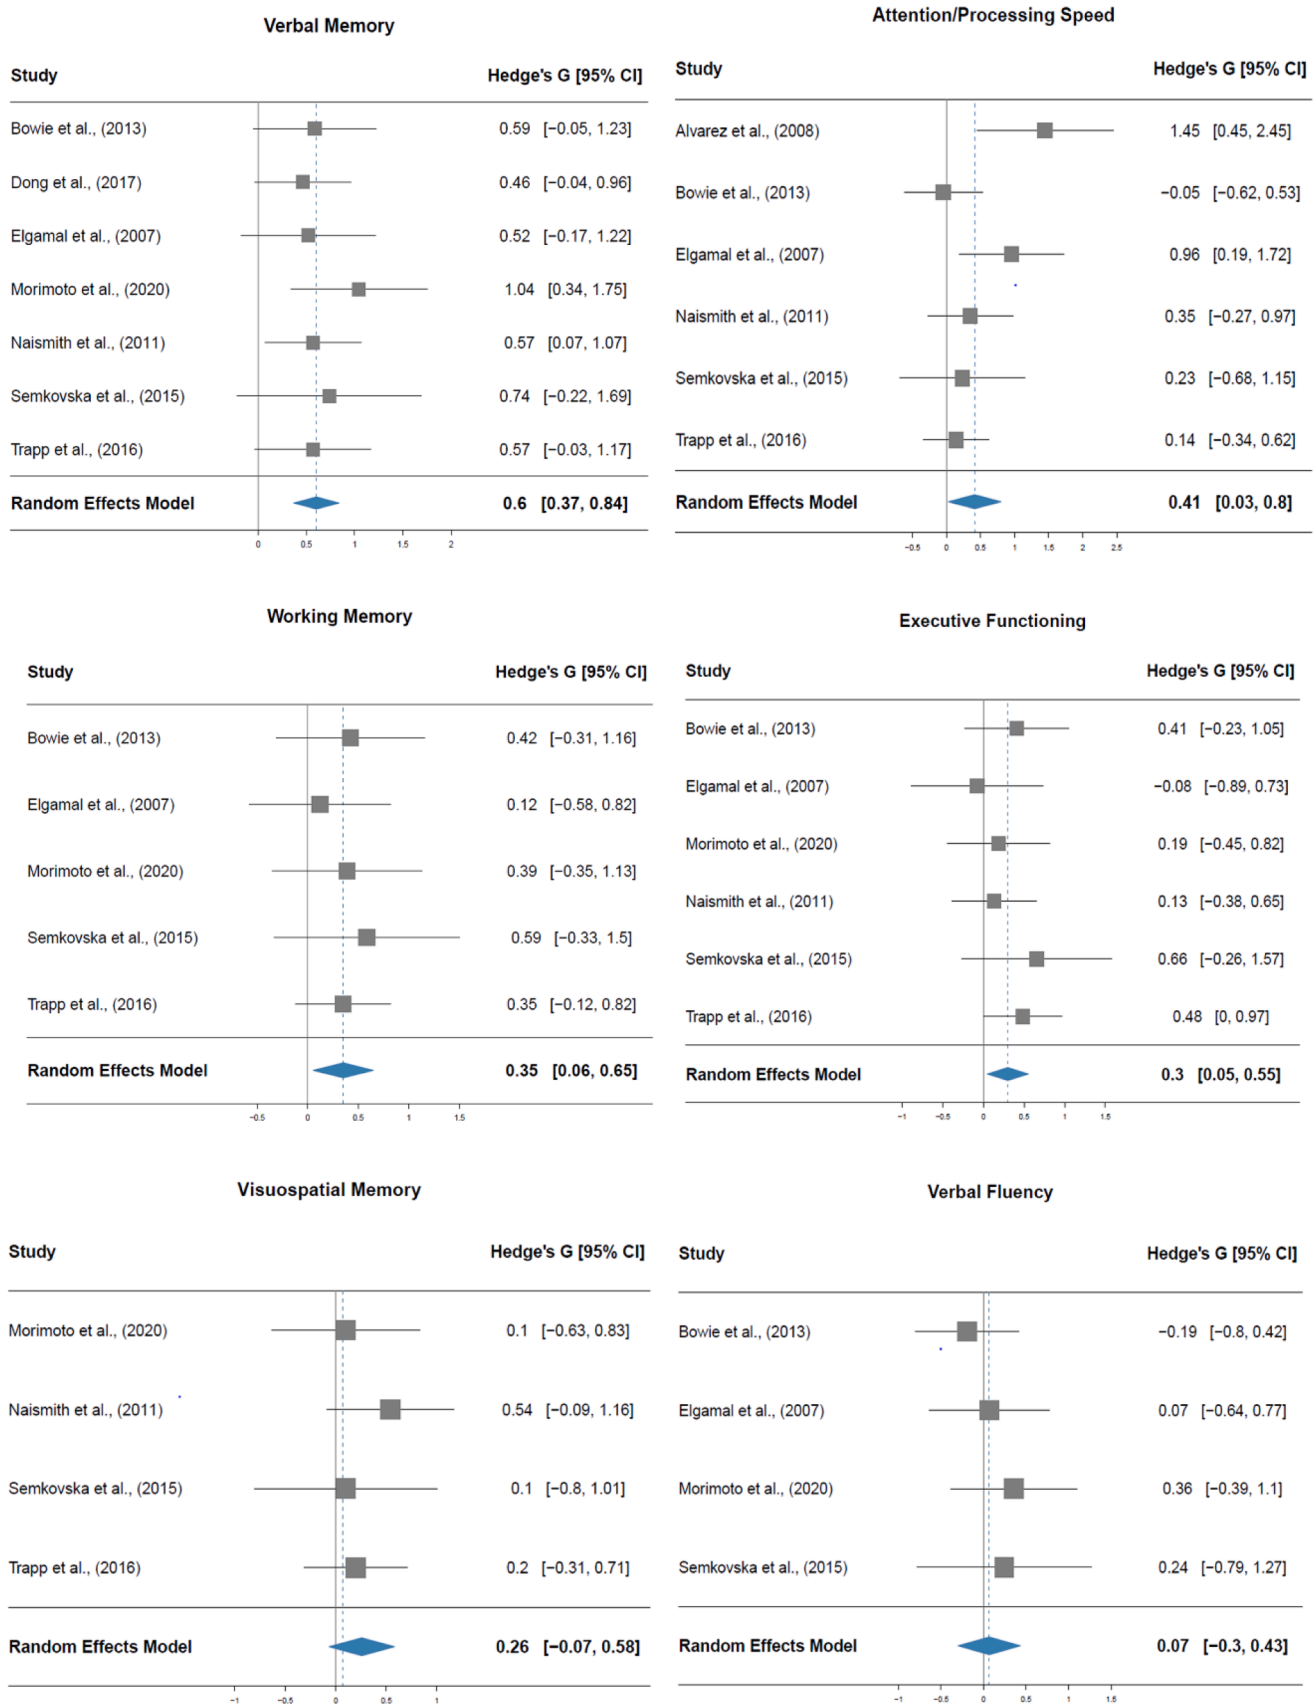 Verbal Memory
Study Hedge's G [95% CI]
Bowie et al., (2013) 0.59 [−0.05, 1.23]
Dong et al., (2017) 0.46 [−0.04, 0.96]
Elgamal et al., (2007) 0.52 [−0.17, 1.22]
Morimoto et al., (2020) 1.04 [0.34, 1.75]
Naismith et al., (2011) 0.57 [0.07, 1.07]
Semkovska et al., (2015) 0.74 [−0.22, 1.69]
Trapp et al., (2016) 0.57 [−0.03, 1.17]
Random Effects Model 0.6 [0.37, 0.84]
0 0.5 1 1.5 2
Attention/Processing Speed
Study Hedge's G [95% CI]
Alvarez et al., (2008) 1.45 [0.45, 2.45]
Bowie et al., (2013) −0.05 [−0.62, 0.53]
Elgamal et al., (2007) 0.96 [0.19, 1.72]
Naismith et al., (2011) 0.35 [−0.27, 0.97]
Semkovska et al., (2015) 0.23 [−0.68, 1.15]
Trapp et al., (2016) 0.14 [−0.34, 0.62]
Random Effects Model 0.41 [0.03, 0.8]
−0.5 0 0.5 1 1.5 2 2.5
Working Memory
Study Hedge's G [95% CI]
Bowie et al., (2013) 0.42 [−0.31, 1.16]
Elgamal et al., (2007) 0.12 [−0.58, 0.82]
Morimoto et al., (2020) 0.39 [−0.35, 1.13]
Semkovska et al., (2015) 0.59 [−0.33, 1.5]
Trapp et al., (2016) 0.35 [−0.12, 0.82]
Random Effects Model 0.35 [0.06, 0.65]
−0.5 0 0.5 1 1.5
Executive Functioning
Study Hedge's G [95% CI]
Bowie et al., (2013) 0.41 [−0.23, 1.05]
Elgamal et al., (2007) −0.08 [−0.89, 0.73]
Morimoto et al., (2020) 0.19 [−0.45, 0.82]
Naismith et al., (2011) 0.13 [−0.38, 0.65]
Semkovska et al., (2015) 0.66 [−0.26, 1.57]
Trapp et al., (2016) 0.48 [0, 0.97]
Random Effects Model 0.3 [0.05, 0.55]
−1 −0.5 0 0.5 1 1.5
Visuospatial Memory
Study Hedge's G [95% CI]
Morimoto et al., (2020) 0.1 [−0.63, 0.83]
Naismith et al., (2011) 0.54 [−0.09, 1.16]
Semkovska et al., (2015) 0.1 [−0.8, 1.01]
Trapp et al., (2016) 0.2 [−0.31, 0.71]
Random Effects Model 0.26 [−0.07, 0.58]
−1 −0.5 0 0.5 1
Verbal Fluency
Study Hedge's G [95% CI]
Bowie et al., (2013) −0.19 [−0.8, 0.42]
Elgamal et al., (2007) 0.07 [−0.64, 0.77]
Morimoto et al., (2020) 0.36 [−0.39, 1.1]
Semkovska et al., (2015) 0.24 [−0.79, 1.27]
Random Effects Model 0.07 [−0.3, 0.43]
−1 −0.5 0 0.5 1 1.5